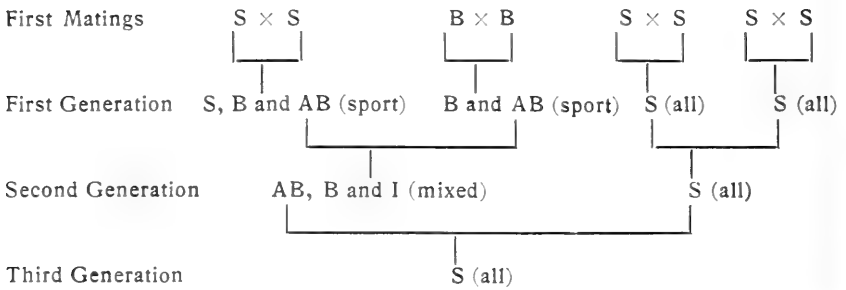 First Matings S × S B × B S × S S × S
First Generation S, B and AB (sport) B and AB (sport) S (all) S (all)
Second Generation AB, B and I (mixed) S (all)
Third Generation S (all)